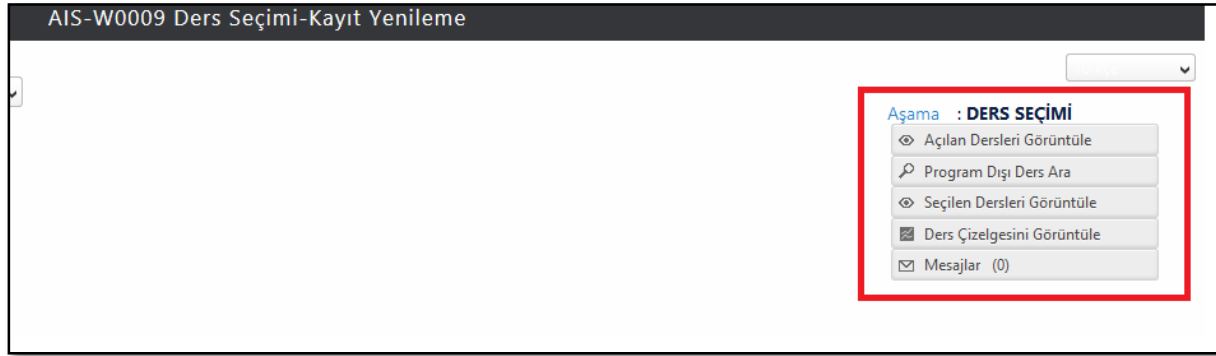 AIS-W0009 Ders Seçimi-Kayıt Yenileme
Aşama : DERS SEÇİMİ
Açılan Dersleri Görüntüle
Program Dışı Ders Ara
Seçilen Dersleri Görüntüle
Ders Çizelgesini Görüntüle
Mesajlar (0)